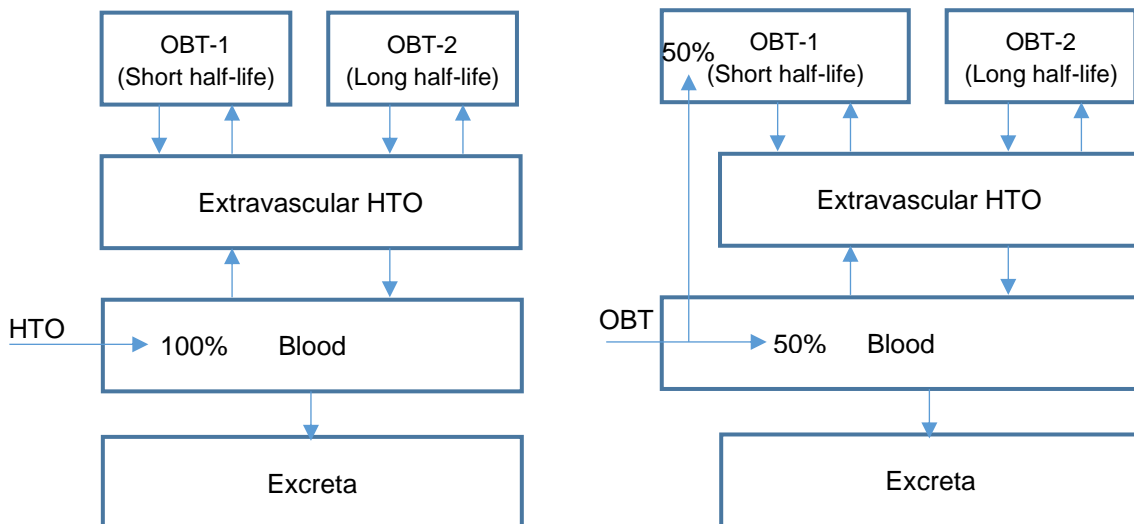 OBT-1
(Short half-life)
OBT-2
(Long half-life)
Extravascular HTO
HTO
100%
Blood
Excreta
50%
OBT-1
(Short half-life)
OBT-2
(Long half-life)
Extravascular HTO
OBT
50%
Blood
Excreta